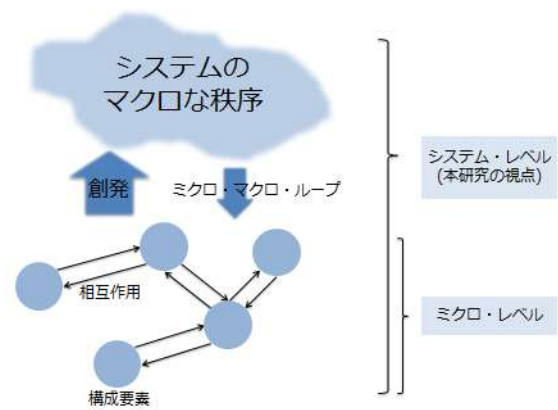 システムの
マクロな秩序
創発
ミクロ・マクロ・ループ
システム・レベル
(本研究の視点)
相互作用
ミクロ・レベル
構成要素